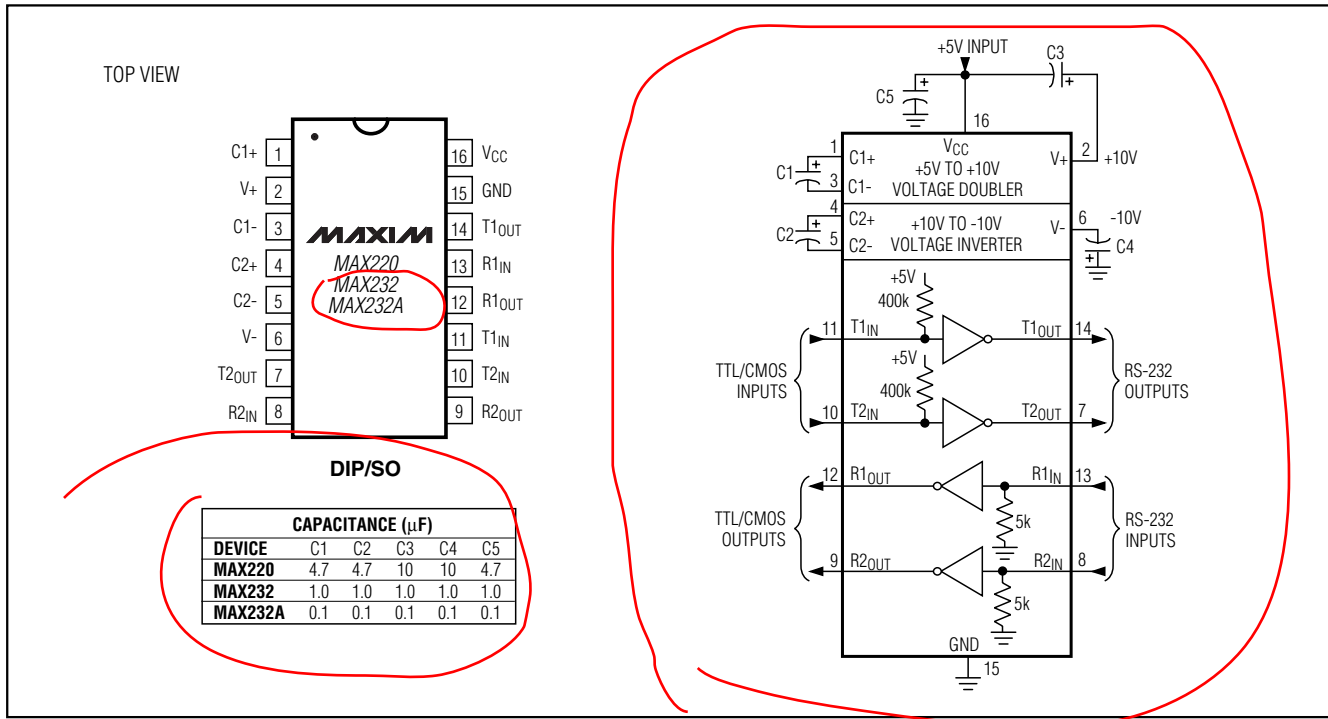 TOP VIEW
C1+ 1
V+ 2
C1- 3
C2+ 4
C2- 5
V- 6
T2OUT 7
R2IN 8
16 VCC
15 GND
14 T1OUT
13 R1IN
12 R1OUT
11 T1IN
10 T2IN
9 R2OUT
MAXIM
MAX220
MAX232
MAX232A
DIP/SO
CAPACITANCE (μF)
DEVICE C1 C2 C3 C4 C5
MAX220 4.7 4.7 10 10 4.7
MAX232 1.0 1.0 1.0 1.0 1.0
MAX232A 0.1 0.1 0.1 0.1 0.1
+5V INPUT
C3
+
C5
+
16
1
C1+
VCC
+5V TO +10V
VOLTAGE DOUBLER
V+
2
+10V
C1
+
3
C1-
4
C2+
+10V TO -10V
VOLTAGE INVERTER
V-
6
-10V
C2
+
5
C2-
C4
+
+5V
400k
11
T1IN
T1OUT
14
+5V
400k
TTL/CMOS
INPUTS
RS-232
OUTPUTS
10
T2IN
T2OUT
7
12
R1OUT
R1IN
13
5k
TTL/CMOS
OUTPUTS
RS-232
INPUTS
9
R2OUT
R2IN
8
5k
GND
15